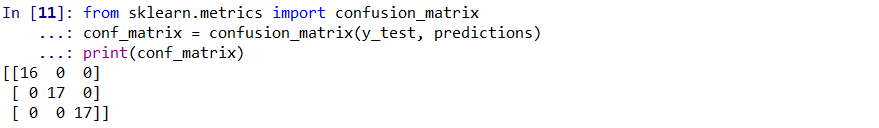 In [11]: from sklearn.metrics import confusion_matrix
    ...: conf_matrix = confusion_matrix(y_test, predictions)
    ...: print(conf_matrix)
[[16  0  0]
 [ 0 17  0]
 [ 0  0 17]]